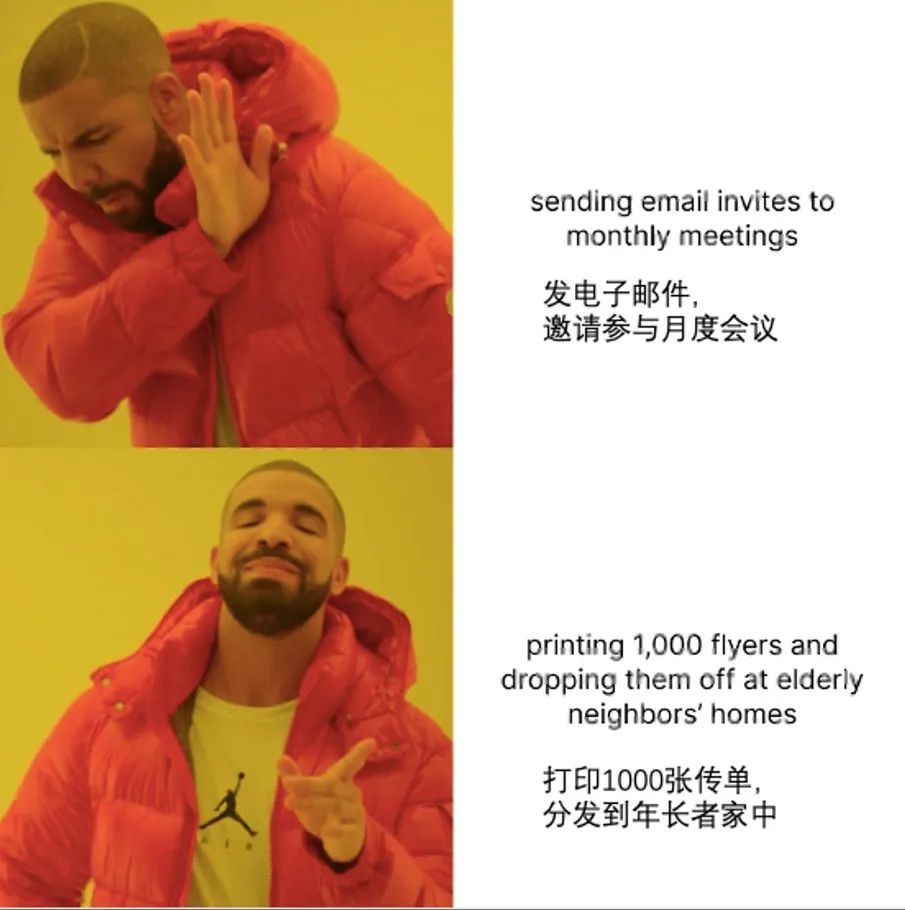 sending email invites to
monthly meetings
发电子邮件,
邀请参与月度会议
printing 1,000 flyers and
dropping them off at elderly
neighbors' homes
打印1000张传单,
分发到年长者家中